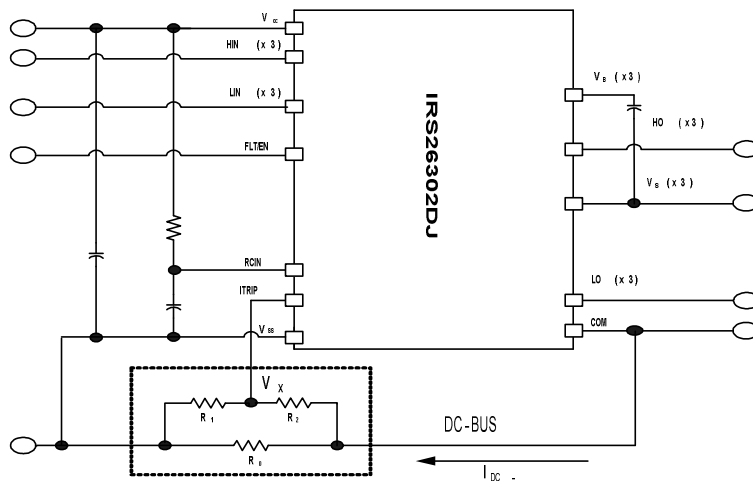 V cc
HIN (x 3)
LIN (x 3)
FLT/EN
RCIN
ITRIP
V SS
IRS26302DJ
V B (x 3)
HO (x 3)
V S (x 3)
LO (x 3)
COM
V X
R 1
R 2
R 0
DC-BUS
I DC -